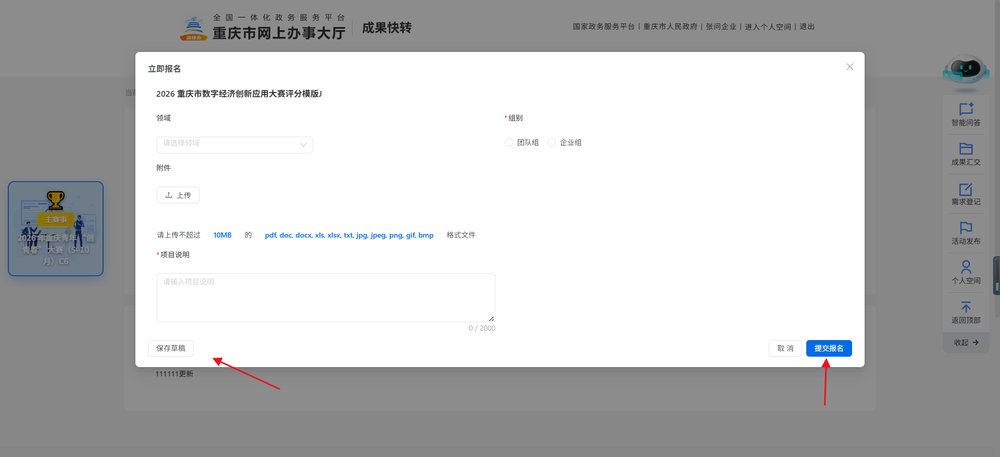 全国一体化政务服务平台
重庆市网上办事大厅
成果快转
国家政务服务平台 | 重庆市人民政府 | 张问企业 | 进入个人空间 | 退出
渝快办
立即报名
2026 重庆市数字经济创新应用大赛评分模版J
领域
*组别
请选择领域
团队组 企业组
附件
上传
请上传不超过 10MB 的 pdf, doc, docx, xls, xlsx, txt, jpg, jpeg, png, gif, bmp 格式文件
*项目说明
请输入项目说明
0 / 2000
保存草稿
取 消
提交报名
111111更新
当前
主赛事
2026 年重庆青年 “创
青春” 大赛（5–10
月）C6
智能问答
成果汇交
需求登记
活动发布
个人空间
返回顶部
收起